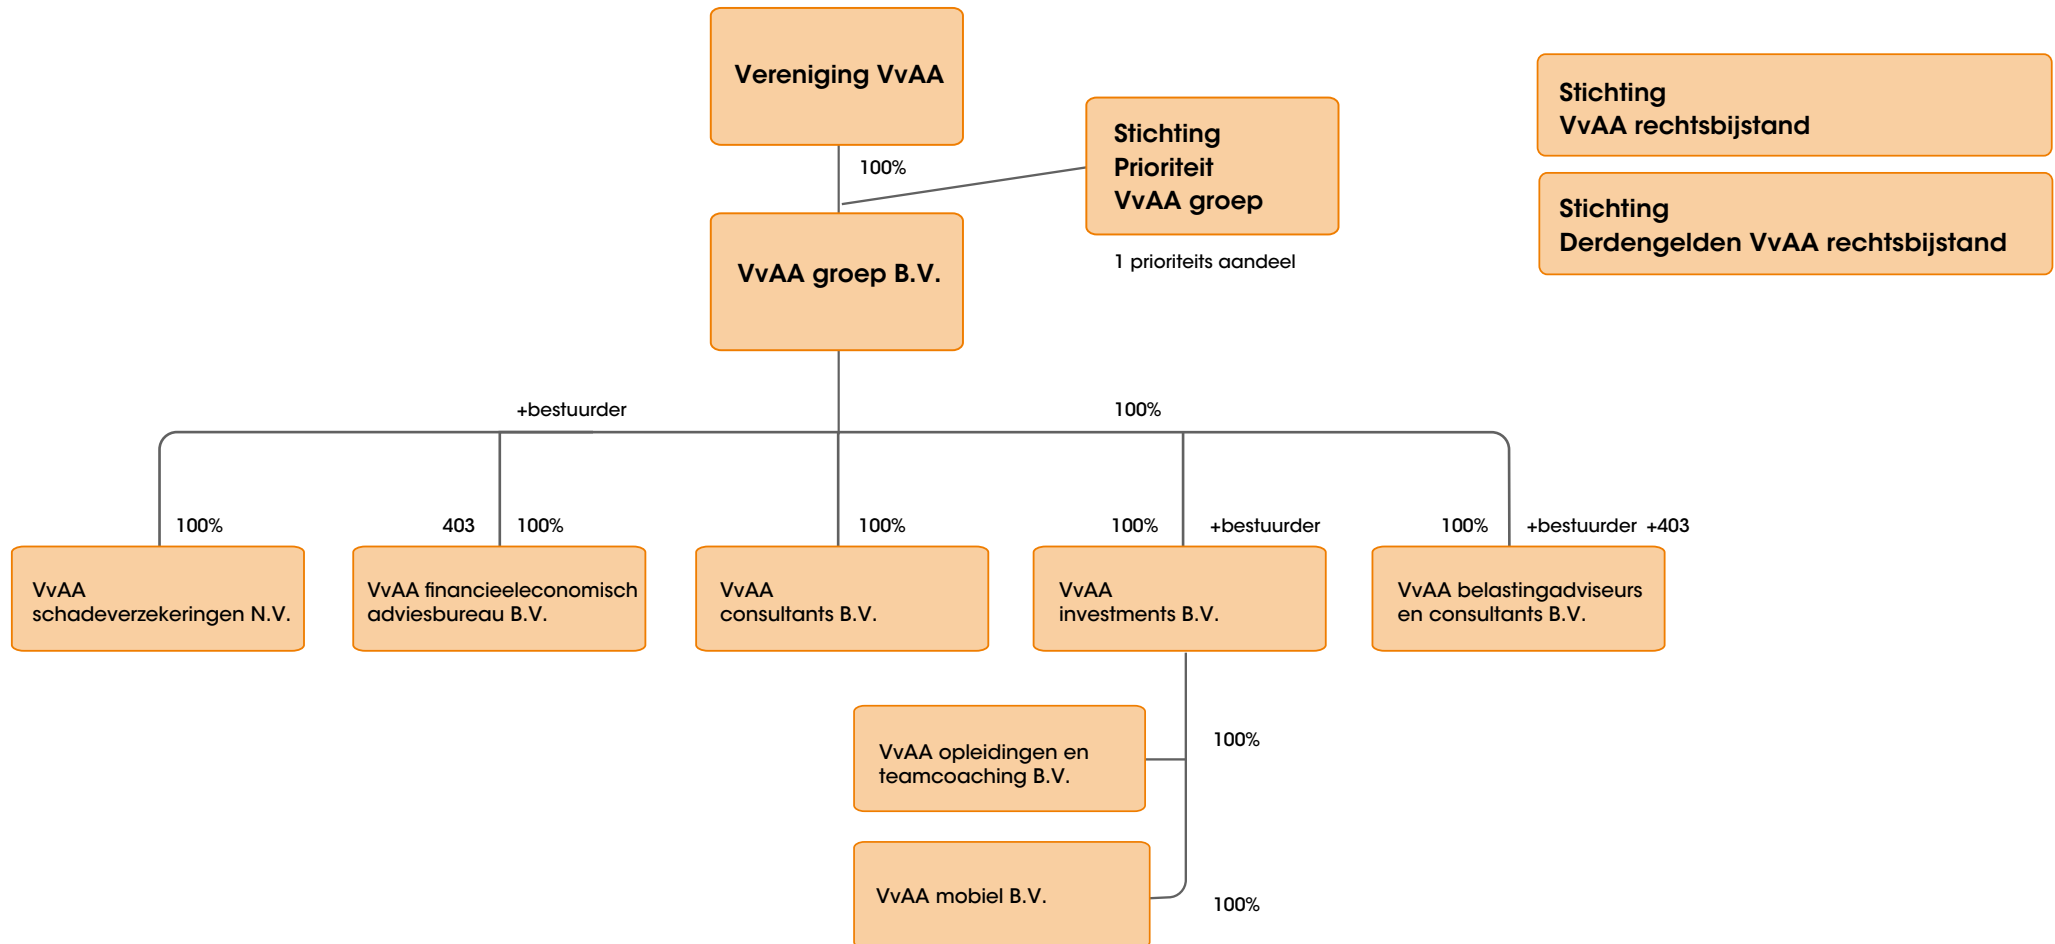 Vereniging VvAA
100%
Stichting
Prioriteit
VvAA groep
1 prioriteits aandeel
Stichting
VvAA rechtsbijstand
Stichting
Derdengelden VvAA rechtsbijstand
VvAA groep B.V.
+bestuurder
100%
100%
403
100%
100%
100%
+bestuurder
100%
+bestuurder +403
VvAA
schadeverzekeringen N.V.
VvAA financieeleconomisch
adviesbureau B.V.
VvAA
consultants B.V.
VvAA
investments B.V.
VvAA belastingadviseurs
en consultants B.V.
VvAA opleidingen en
teamcoaching B.V.
100%
VvAA mobiel B.V.
100%